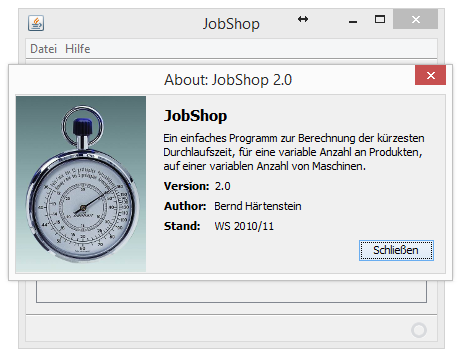 JobShop
Datei Hilfe
About: JobShop 2.0
JobShop
Ein einfaches Programm zur Berechnung der kürzesten
Durchlaufszeit, für eine variable Anzahl an Produkten,
auf einer variablen Anzahl von Maschinen.
Version: 2.0
Author: Bernd Härtenstein
Stand: WS 2010/11
Schließen